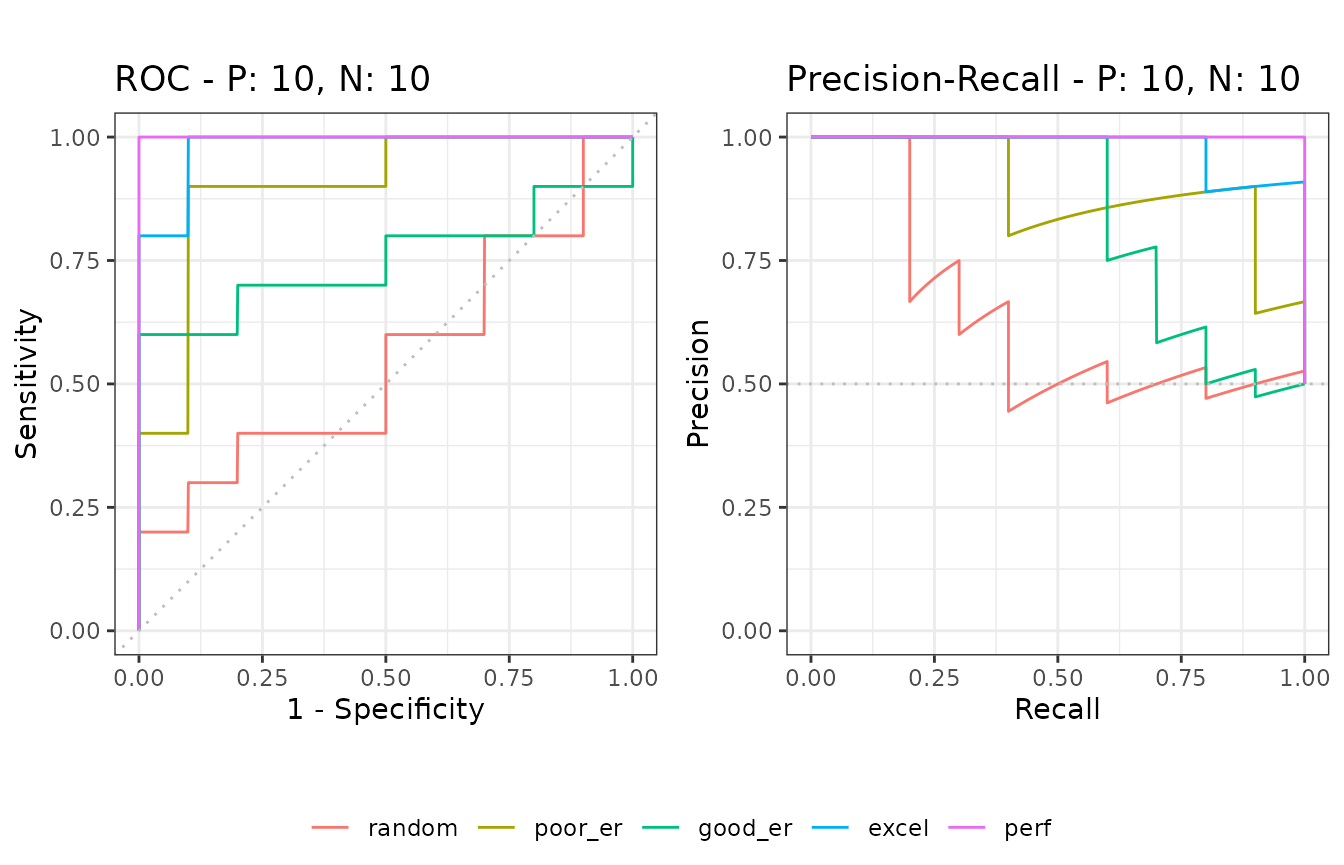 ROC - P: 10, N: 10
Sensitivity
1.00
0.75
0.50
0.25
0.00
0.00 0.25 0.50 0.75 1.00
1 - Specificity
Precision-Recall - P: 10, N: 10
Precision
1.00
0.75
0.50
0.25
0.00
0.00 0.25 0.50 0.75 1.00
Recall
random poor_er good_er excel perf